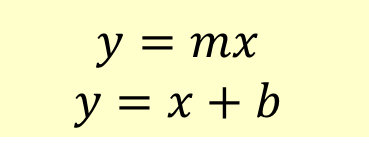 y = mx
y = x + b